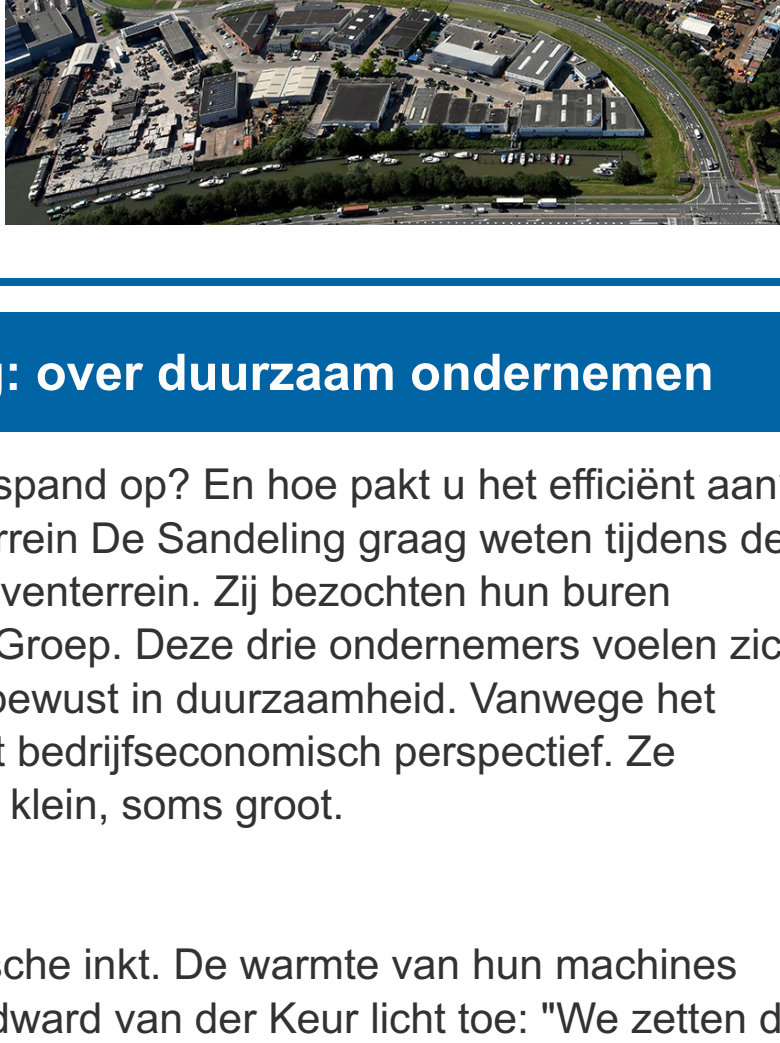 g: over duurzaam ondernemen
spand op? En hoe pakt u het efficiënt aan?
rrein De Sandeling graag weten tijdens de
venterrein. Zij bezochten hun buren
Groep. Deze drie ondernemers voelen zic
bewust in duurzaamheid. Vanwege het
t bedrijfseconomisch perspectief. Ze
klein, soms groot.
sche inkt. De warmte van hun machines
dward van der Keur licht toe: "We zetten d